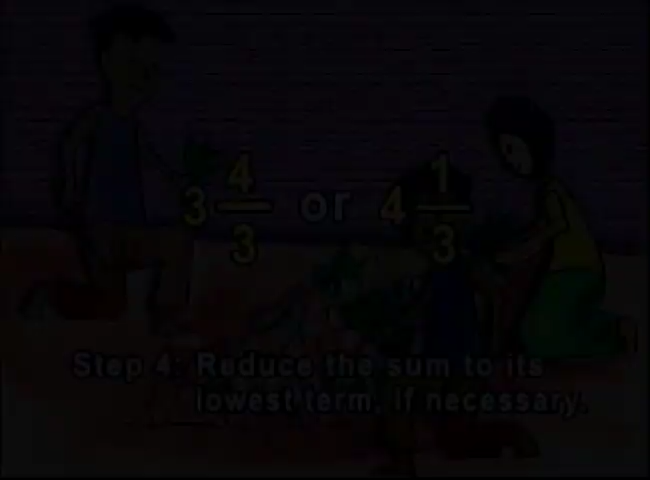 3 4/3 or 4 1/3
Step 4: Reduce the sum to its
lowest term, if necessary.